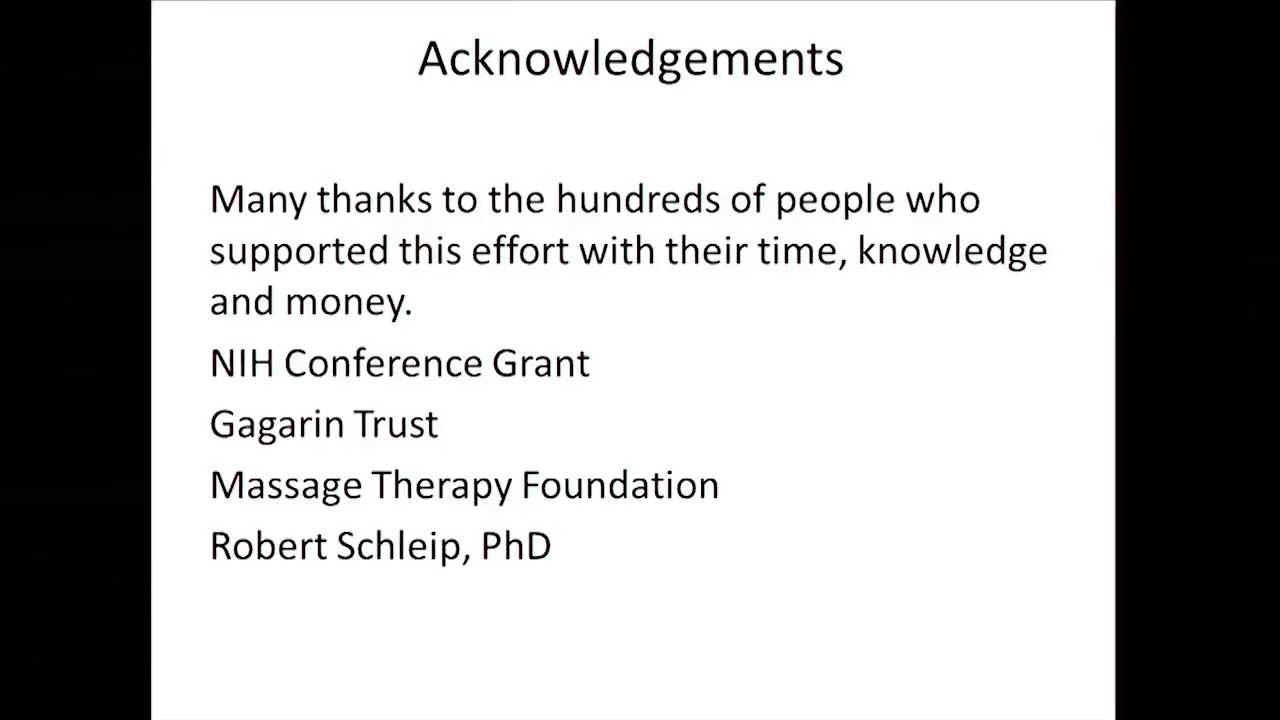 Acknowledgements
Many thanks to the hundreds of people who
supported this effort with their time, knowledge
and money.
NIH Conference Grant
Gagarin Trust
Massage Therapy Foundation
Robert Schleip, PhD